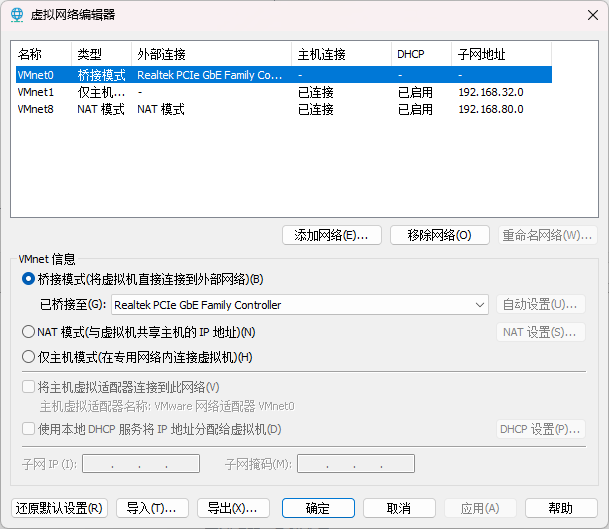 虚拟网络编辑器
名称 类型 外部连接 主机连接 DHCP 子网地址
VMnet0 桥接模式 Realtek PCIe GbE Family Co... - - -
VMnet1 仅主机... - 已连接 已启用 192.168.32.0
VMnet8 NAT 模式 NAT 模式 已连接 已启用 192.168.80.0
添加网络(E)... 移除网络(O) 重命名网络(W)...
VMnet 信息
桥接模式(将虚拟机直接连接到外部网络)(B)
已桥接至(G): Realtek PCIe GbE Family Controller 自动设置(U)...
NAT 模式(与虚拟机共享主机的 IP 地址)(N) NAT 设置(S)...
仅主机模式(在专用网络内连接虚拟机)(H)
将主机虚拟适配器连接到此网络(V)
主机虚拟适配器名称: VMware 网络适配器 VMnet0
使用本地 DHCP 服务将 IP 地址分配给虚拟机(D) DHCP 设置(P)...
子网 IP (I): . . . 子网掩码(M): . . .
还原默认设置(R) 导入(T)... 导出(X)... 确定 取消 应用(A) 帮助